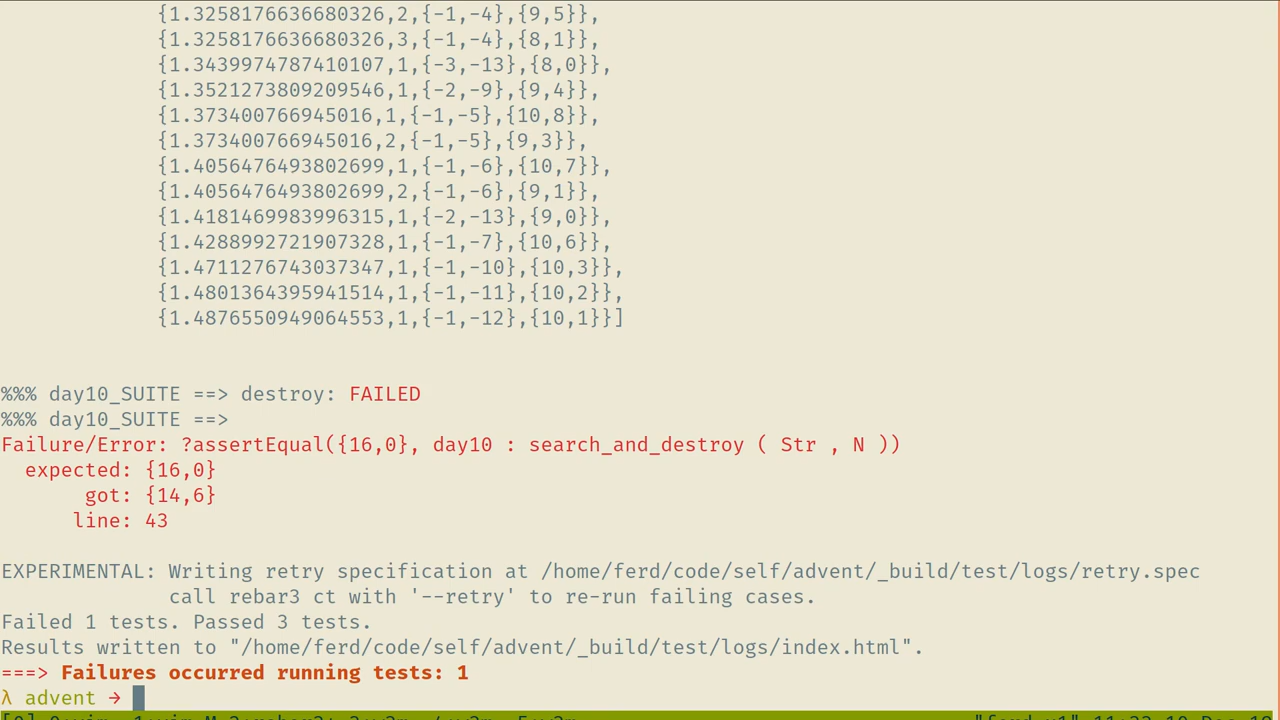 {1.3258176636680326,2,{-1,-4},{9,5}},
{1.3258176636680326,3,{-1,-4},{8,1}},
{1.3439974787410107,1,{-3,-13},{8,0}},
{1.3521273809209546,1,{-2,-9},{9,4}},
{1.373400766945016,1,{-1,-5},{10,8}},
{1.373400766945016,2,{-1,-5},{9,3}},
{1.4056476493802699,1,{-1,-6},{10,7}},
{1.4056476493802699,2,{-1,-6},{9,1}},
{1.4181469983996315,1,{-2,-13},{9,0}},
{1.4288992721907328,1,{-1,-7},{10,6}},
{1.4711276743037347,1,{-1,-10},{10,3}},
{1.4801364395941514,1,{-1,-11},{10,2}},
{1.4876550949064553,1,{-1,-12},{10,1}}]
%%% day10_SUITE ==> destroy: FAILED
%%% day10_SUITE ==>
Failure/Error: ?assertEqual({16,0}, day10 : search_and_destroy ( Str , N ))
expected: {16,0}
got: {14,6}
line: 43
EXPERIMENTAL: Writing retry specification at /home/ferd/code/self/advent/_build/test/logs/retry.spec
call rebar3 ct with '--retry' to re-run failing cases.
Failed 1 tests. Passed 3 tests.
Results written to "/home/ferd/code/self/advent/_build/test/logs/index.html".
===> Failures occurred running tests: 1
λ advent →